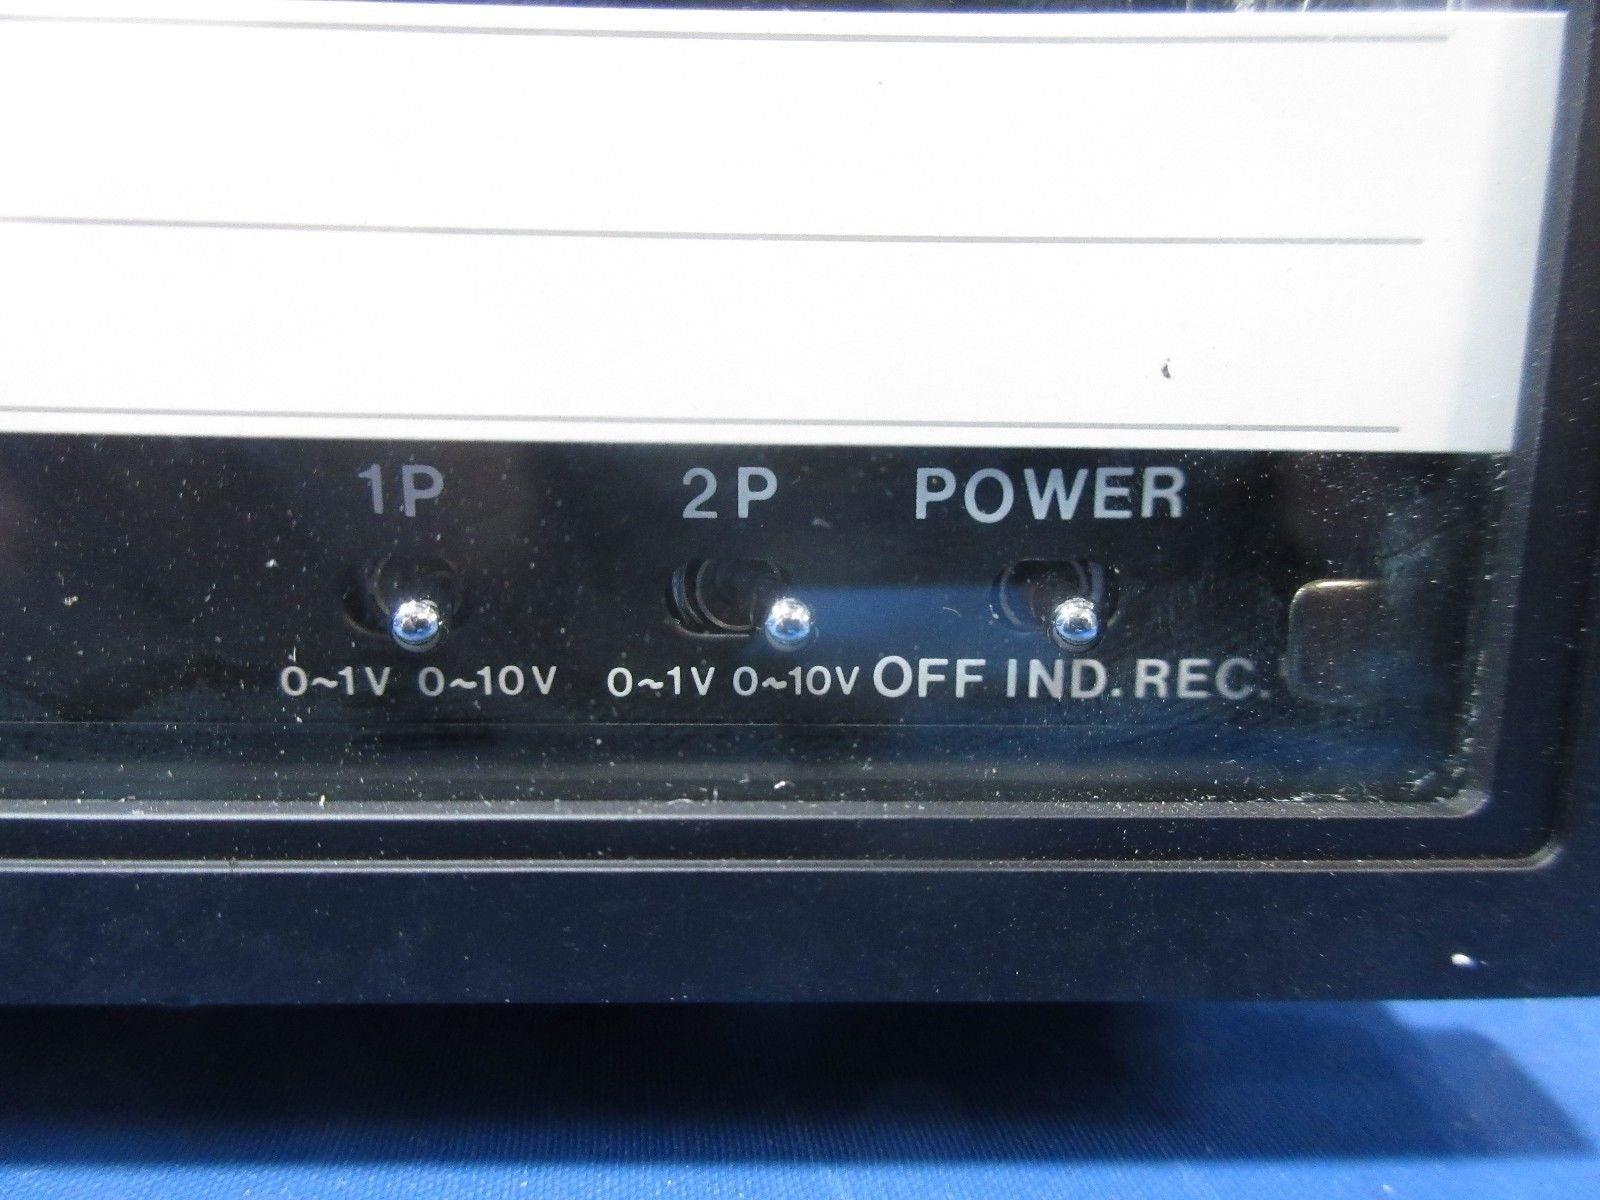 1P 2P POWER
0~1V 0~10V 0~1V 0~10V OFF IND. REC.